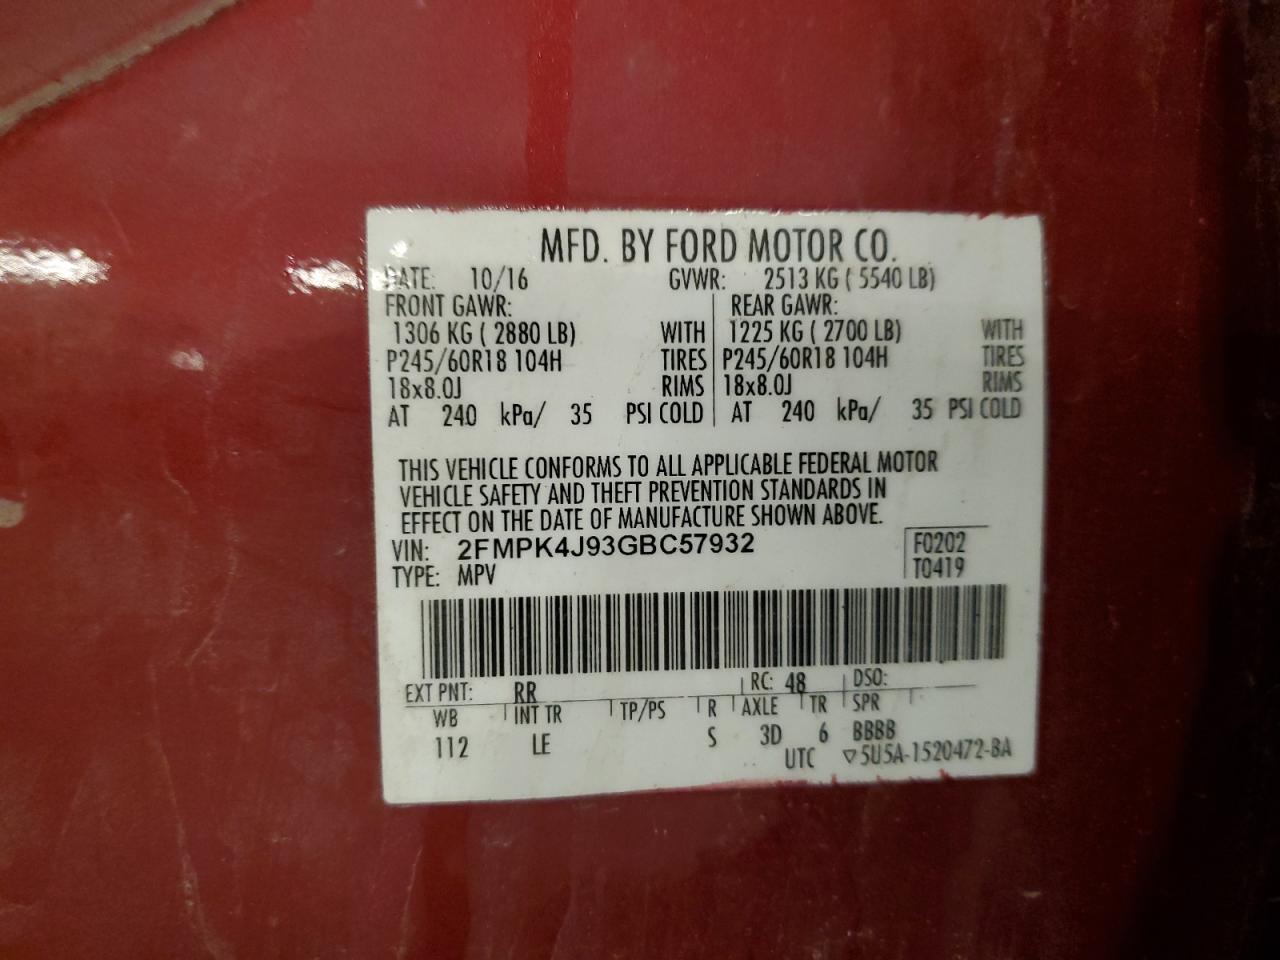 MFD. BY FORD MOTOR CO.
DATE: 10/16 GVWR: 2513 KG ( 5540 LB)
FRONT GAWR: REAR GAWR:
1306 KG ( 2880 LB) WITH 1225 KG ( 2700 LB) WITH
P245/60R18 104H TIRES P245/60R18 104H TIRES
18x8.0J RIMS 18x8.0J RIMS
AT 240 kPa/ 35 PSI COLD AT 240 kPa/ 35 PSI COLD
THIS VEHICLE CONFORMS TO ALL APPLICABLE FEDERAL MOTOR
VEHICLE SAFETY AND THEFT PREVENTION STANDARDS IN
EFFECT ON THE DATE OF MANUFACTURE SHOWN ABOVE.
VIN: 2FMPK4J93GBC57932 F0202
TYPE: MPV T0419
EXT PNT: RR RC: 48 DSO:
WB INT TR TP/PS R AXLE TR SPR
112 LE S 3D 6 BBBB
UTC ▽5U5A-1520472-BA